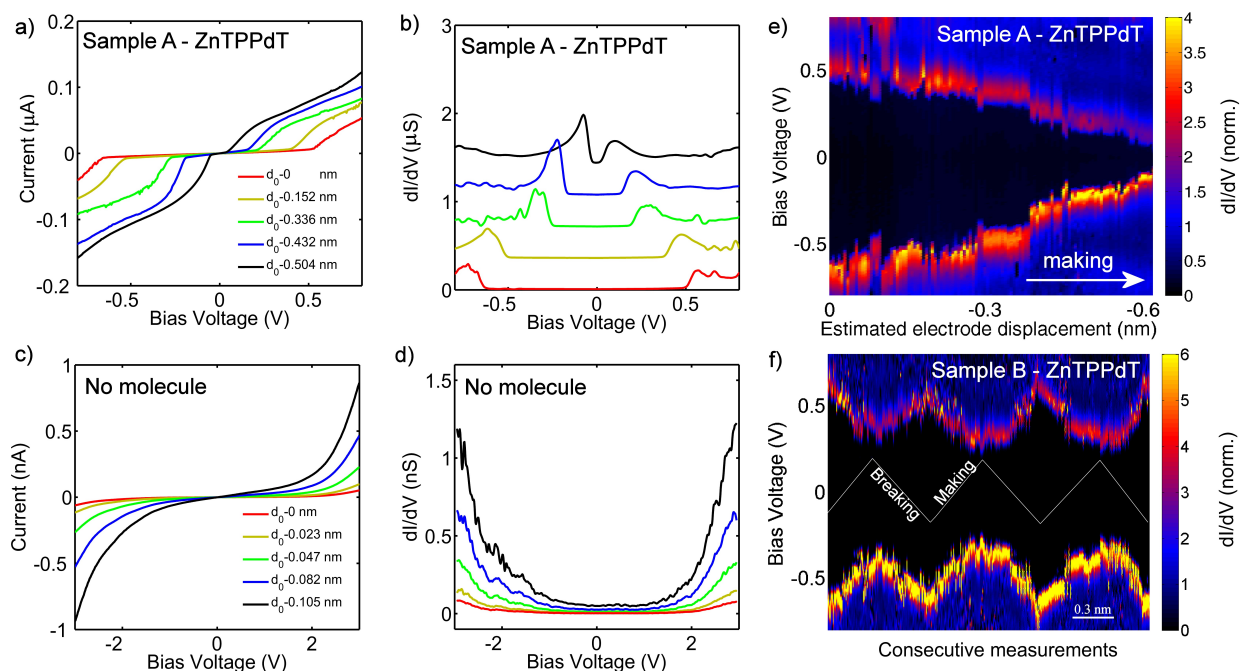 a)
Sample A - ZnTPPdT
Current (µA)
0.2
0.1
0
-0.1
-0.2
-0.5
0
0.5
Bias Voltage (V)
d0-0 nm
d0-0.152 nm
d0-0.336 nm
d0-0.432 nm
d0-0.504 nm
b)
Sample A - ZnTPPdT
dI/dV (µS)
3
2
1
0
-0.5
0
0.5
Bias Voltage (V)
c)
No molecule
Current (nA)
1
0.5
0
-0.5
-1
-2
0
2
Bias Voltage (V)
d0-0 nm
d0-0.023 nm
d0-0.047 nm
d0-0.082 nm
d0-0.105 nm
d)
No molecule
dI/dV (nS)
1.5
1
0.5
0
-2
0
2
Bias Voltage (V)
e)
Sample A - ZnTPPdT
Bias Voltage (V)
0.5
0
-0.5
making
0
-0.3
-0.6
Estimated electrode displacement (nm)
4
3.5
3
2.5
2
1.5
1
0.5
0
dI/dV (norm.)
f)
Sample B - ZnTPPdT
Bias Voltage (V)
0.5
0
-0.5
Breaking
Making
0.3 nm
Consecutive measurements
6
5
4
3
2
1
0
dI/dV (norm.)